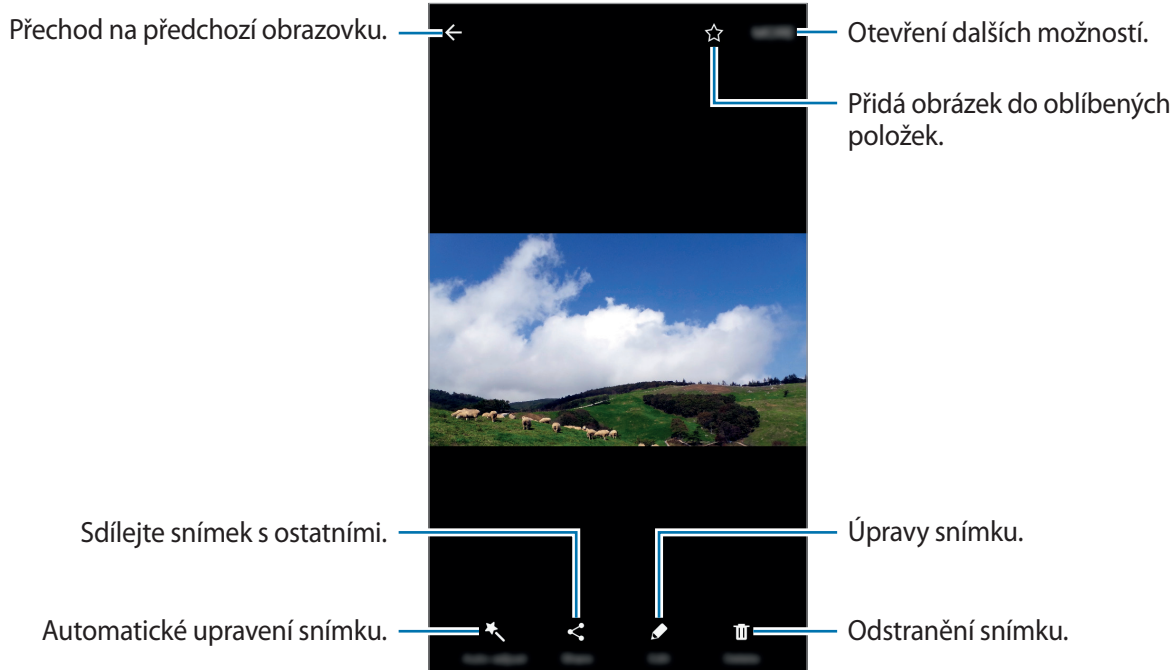 Přechod na předchozí obrazovku.
Otevření dalších možností.
Přidá obrázek do oblíbených
položek.
Sdílejte snímek s ostatními.
Úpravy snímku.
Automatické upravení snímku.
Odstranění snímku.